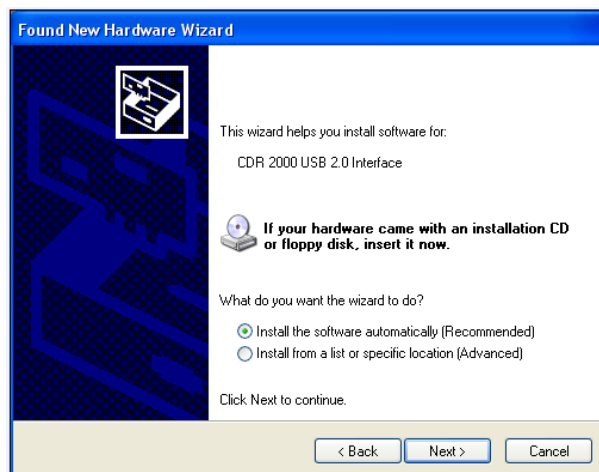 Found New Hardware Wizard
This wizard helps you install software for:
CDR 2000 USB 2.0 Interface
If your hardware came with an installation CD
or floppy disk, insert it now.
What do you want the wizard to do?
Install the software automatically (Recommended)
Install from a list or specific location (Advanced)
Click Next to continue.
< Back Next > Cancel